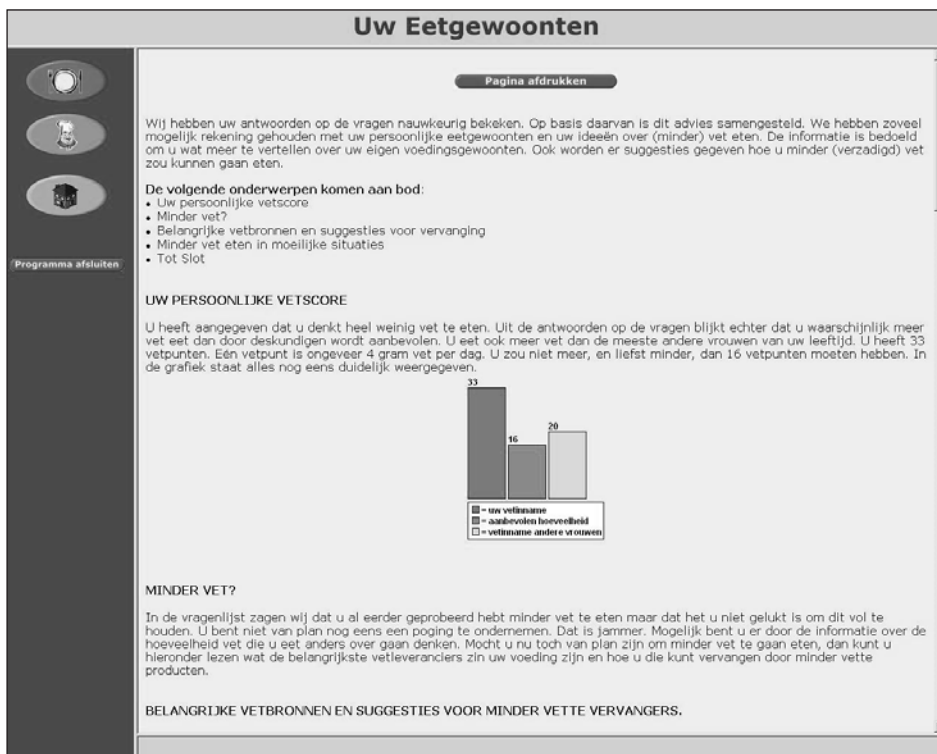 Uw Eetgewoonten
Pagina afdrukken
Wij hebben uw antwoorden op de vragen nauwkeurig bekeken. Op basis daarvan is dit advies samengesteld. We hebben zoveel
mogelijk rekening gehouden met uw persoonlijke eetgewoonten en uw ideeën over (minder) vet eten. De informatie is bedoeld
om u wat meer te vertellen over uw eigen voedingsgewoonten. Ook worden er suggesties gegeven hoe u minder (verzadigd) vet
zou kunnen gaan eten.
De volgende onderwerpen komen aan bod:
• Uw persoonlijke vetscore
• Minder vet?
• Belangrijke vetbronnen en suggesties voor vervanging
• Minder vet eten in moeilijke situaties
• Tot Slot
Programma afsluiten
UW PERSOONLIJKE VETSCORE
U heeft aangegeven dat u denkt heel weinig vet te eten. Uit de antwoorden op de vragen blijkt echter dat u waarschijnlijk meer
vet eet dan door deskundigen wordt aanbevolen. U eet ook meer vet dan de meeste andere vrouwen van uw leeftijd. U heeft 33
vetpunten. Eén vetpunt is ongeveer 4 gram vet per dag. U zou niet meer, en liefst minder, dan 16 vetpunten moeten hebben. In
de grafiek staat alles nog eens duidelijk weergegeven.
33
16
20
= uw vetinname
= aanbevolen hoeveelheid
= vetinname andere vrouwen
MINDER VET?
In de vragenlijst zagen wij dat u al eerder geprobeerd hebt minder vet te eten maar dat het u niet gelukt is om dit vol te
houden. U bent niet van plan nog eens een poging te ondernemen. Dat is jammer. Mogelijk bent u er door de informatie over de
hoeveelheid vet die u eet anders over gaan denken. Mocht u nu toch van plan zijn om minder vet te gaan eten, dan kunt u
hieronder lezen wat de belangrijkste vetleveranciers zin uw voeding zijn en hoe u die kunt vervangen door minder vette
producten.
BELANGRIJKE VETBRONNEN EN SUGGESTIES VOOR MINDER VETTE VERVANGERS.